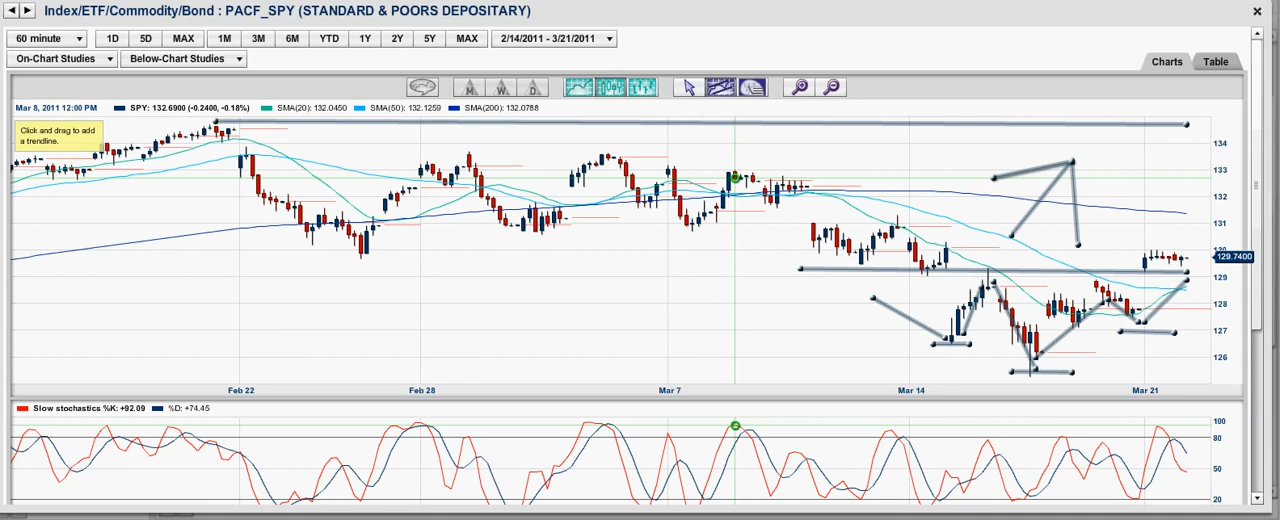 Index/ETF/Commodity/Bond : PACF_SPY (STANDARD & POORS DEPOSITARY)
60 minute 1D 5D MAX 1M 3M 6M YTD 1Y 2Y 5Y MAX 2/14/2011 - 3/21/2011
On-Chart Studies Below-Chart Studies Charts Table
M W D
Mar 8, 2011 12:00 PM SPY: 132.6900 (-0.2400, -0.18%) SMA(20): 132.0450 SMA(50): 132.1259 SMA(200): 132.0788
Click and drag to add
a trendline.
134
133
132
131
130
129.7400
129
128
127
126
Feb 22 Feb 28 Mar 7 Mar 14 Mar 21
Slow stochastics %K: +92.09 %D: +74.45
100
80
50
20